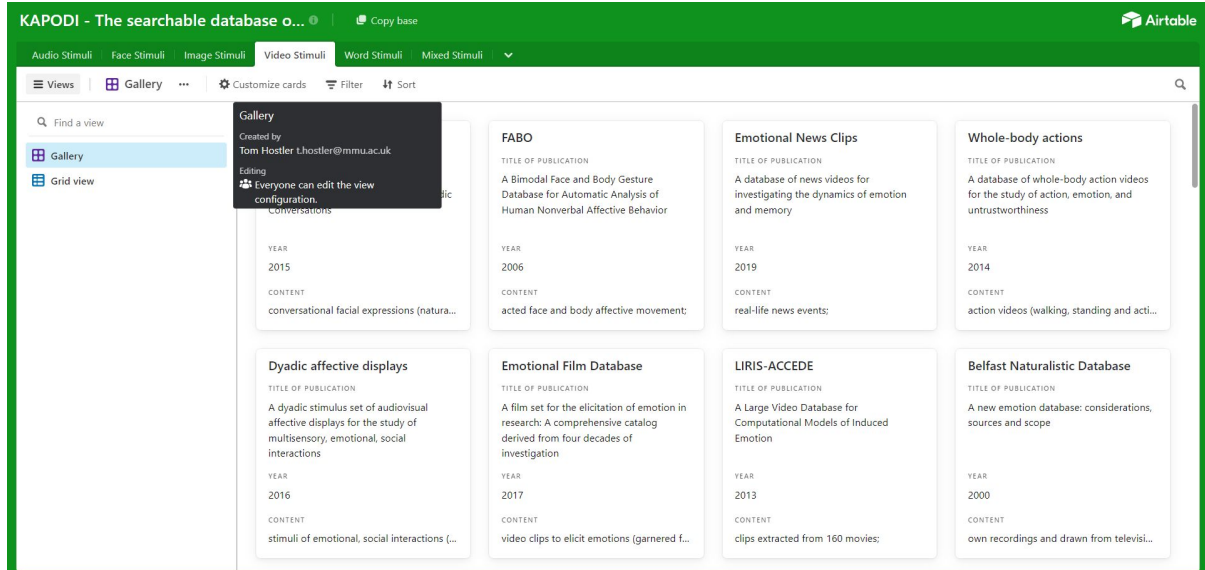 KAPODI - The searchable database o...
Copy base
Airtable
Audio Stimuli
Face Stimuli
Image Stimuli
Video Stimuli
Word Stimuli
Mixed Stimuli
Views
Gallery
...
Customize cards
Filter
Sort
Find a view
Gallery
Grid view
Gallery
Created by
Tom Hostler t.hostler@mmu.ac.uk
Editing
Everyone can edit the view
configuration.
dic
Conversations
YEAR
2015
CONTENT
conversational facial expressions (natura...
FABO
TITLE OF PUBLICATION
A Bimodal Face and Body Gesture
Database for Automatic Analysis of
Human Nonverbal Affective Behavior
YEAR
2006
CONTENT
acted face and body affective movement;
Emotional News Clips
TITLE OF PUBLICATION
A database of news videos for
investigating the dynamics of emotion
and memory
YEAR
2019
CONTENT
real-life news events;
Whole-body actions
TITLE OF PUBLICATION
A database of whole-body action videos
for the study of action, emotion, and
untrustworthiness
YEAR
2014
CONTENT
action videos (walking, standing and acti...
Dyadic affective displays
TITLE OF PUBLICATION
A dyadic stimulus set of audiovisual
affective displays for the study of
multisensory, emotional, social
interactions
YEAR
2016
CONTENT
stimuli of emotional, social interactions (...
Emotional Film Database
TITLE OF PUBLICATION
A film set for the elicitation of emotion in
research: A comprehensive catalog
derived from four decades of
investigation
YEAR
2017
CONTENT
video clips to elicit emotions (garnered f...
LIRIS-ACCEDE
TITLE OF PUBLICATION
A Large Video Database for
Computational Models of Induced
Emotion
YEAR
2013
CONTENT
clips extracted from 160 movies;
Belfast Naturalistic Database
TITLE OF PUBLICATION
A new emotion database: considerations,
sources and scope
YEAR
2000
CONTENT
own recordings and drawn from televisi...